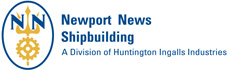 NN
Newport News
Shipbuilding
A Division of Huntington Ingalls Industries